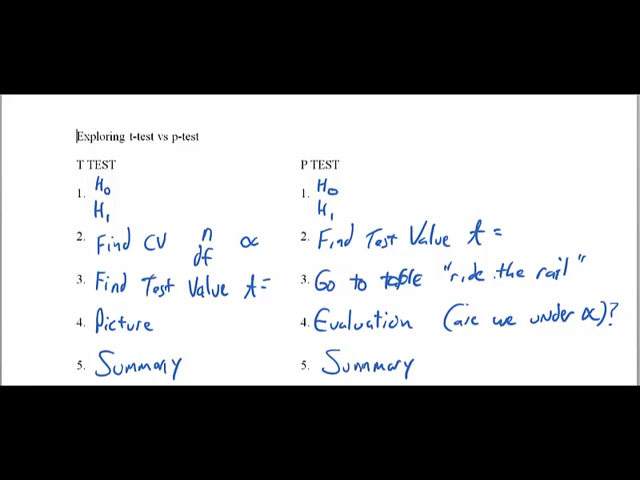 Exploring t-test vs p-test
T TEST
1. H0
H1
2. Find CV n df ∝
3. Find Test Value t=
4. Picture
5. Summary
P TEST
1. H0
H1
2. Find Test Value t=
3. Go to table "ride the rail"
4. Evaluation (are we under ∝)?
5. Summary